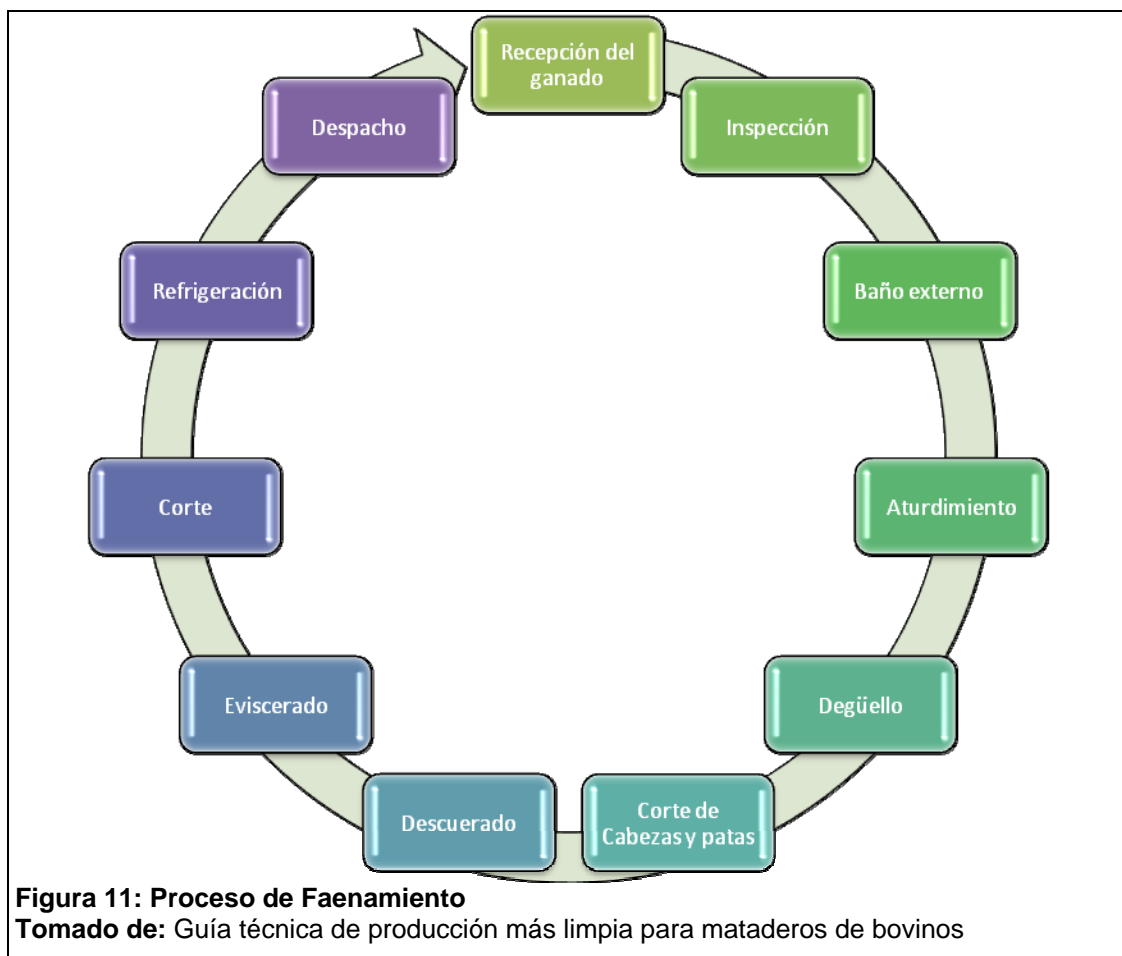 Recepción del
ganado
Inspección
Baño externo
Aturdimiento
Degüello
Corte de
Cabezas y patas
Descuerado
Eviscerado
Corte
Refrigeración
Despacho
Figura 11: Proceso de Faenamiento
Tomado de: Guía técnica de producción más limpia para mataderos de bovinos